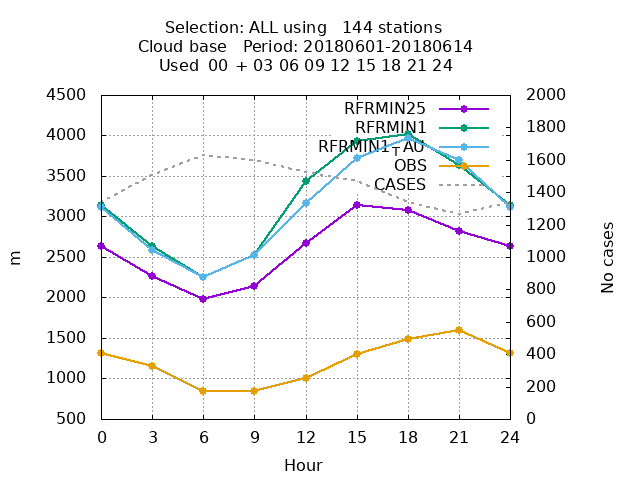 Selection: ALL using 144 stations
Cloud base Period: 20180601-20180614
Used 00 + 03 06 09 12 15 18 21 24
4500
4000
3500
3000
2500
2000
1500
1000
500
2000
1800
1600
1400
1200
1000
800
600
400
200
0
RFRMIN25
RFRMIN1
RFRMIN1_TAU
OBS
CASES
m
No cases
0 3 6 9 12 15 18 21 24
Hour